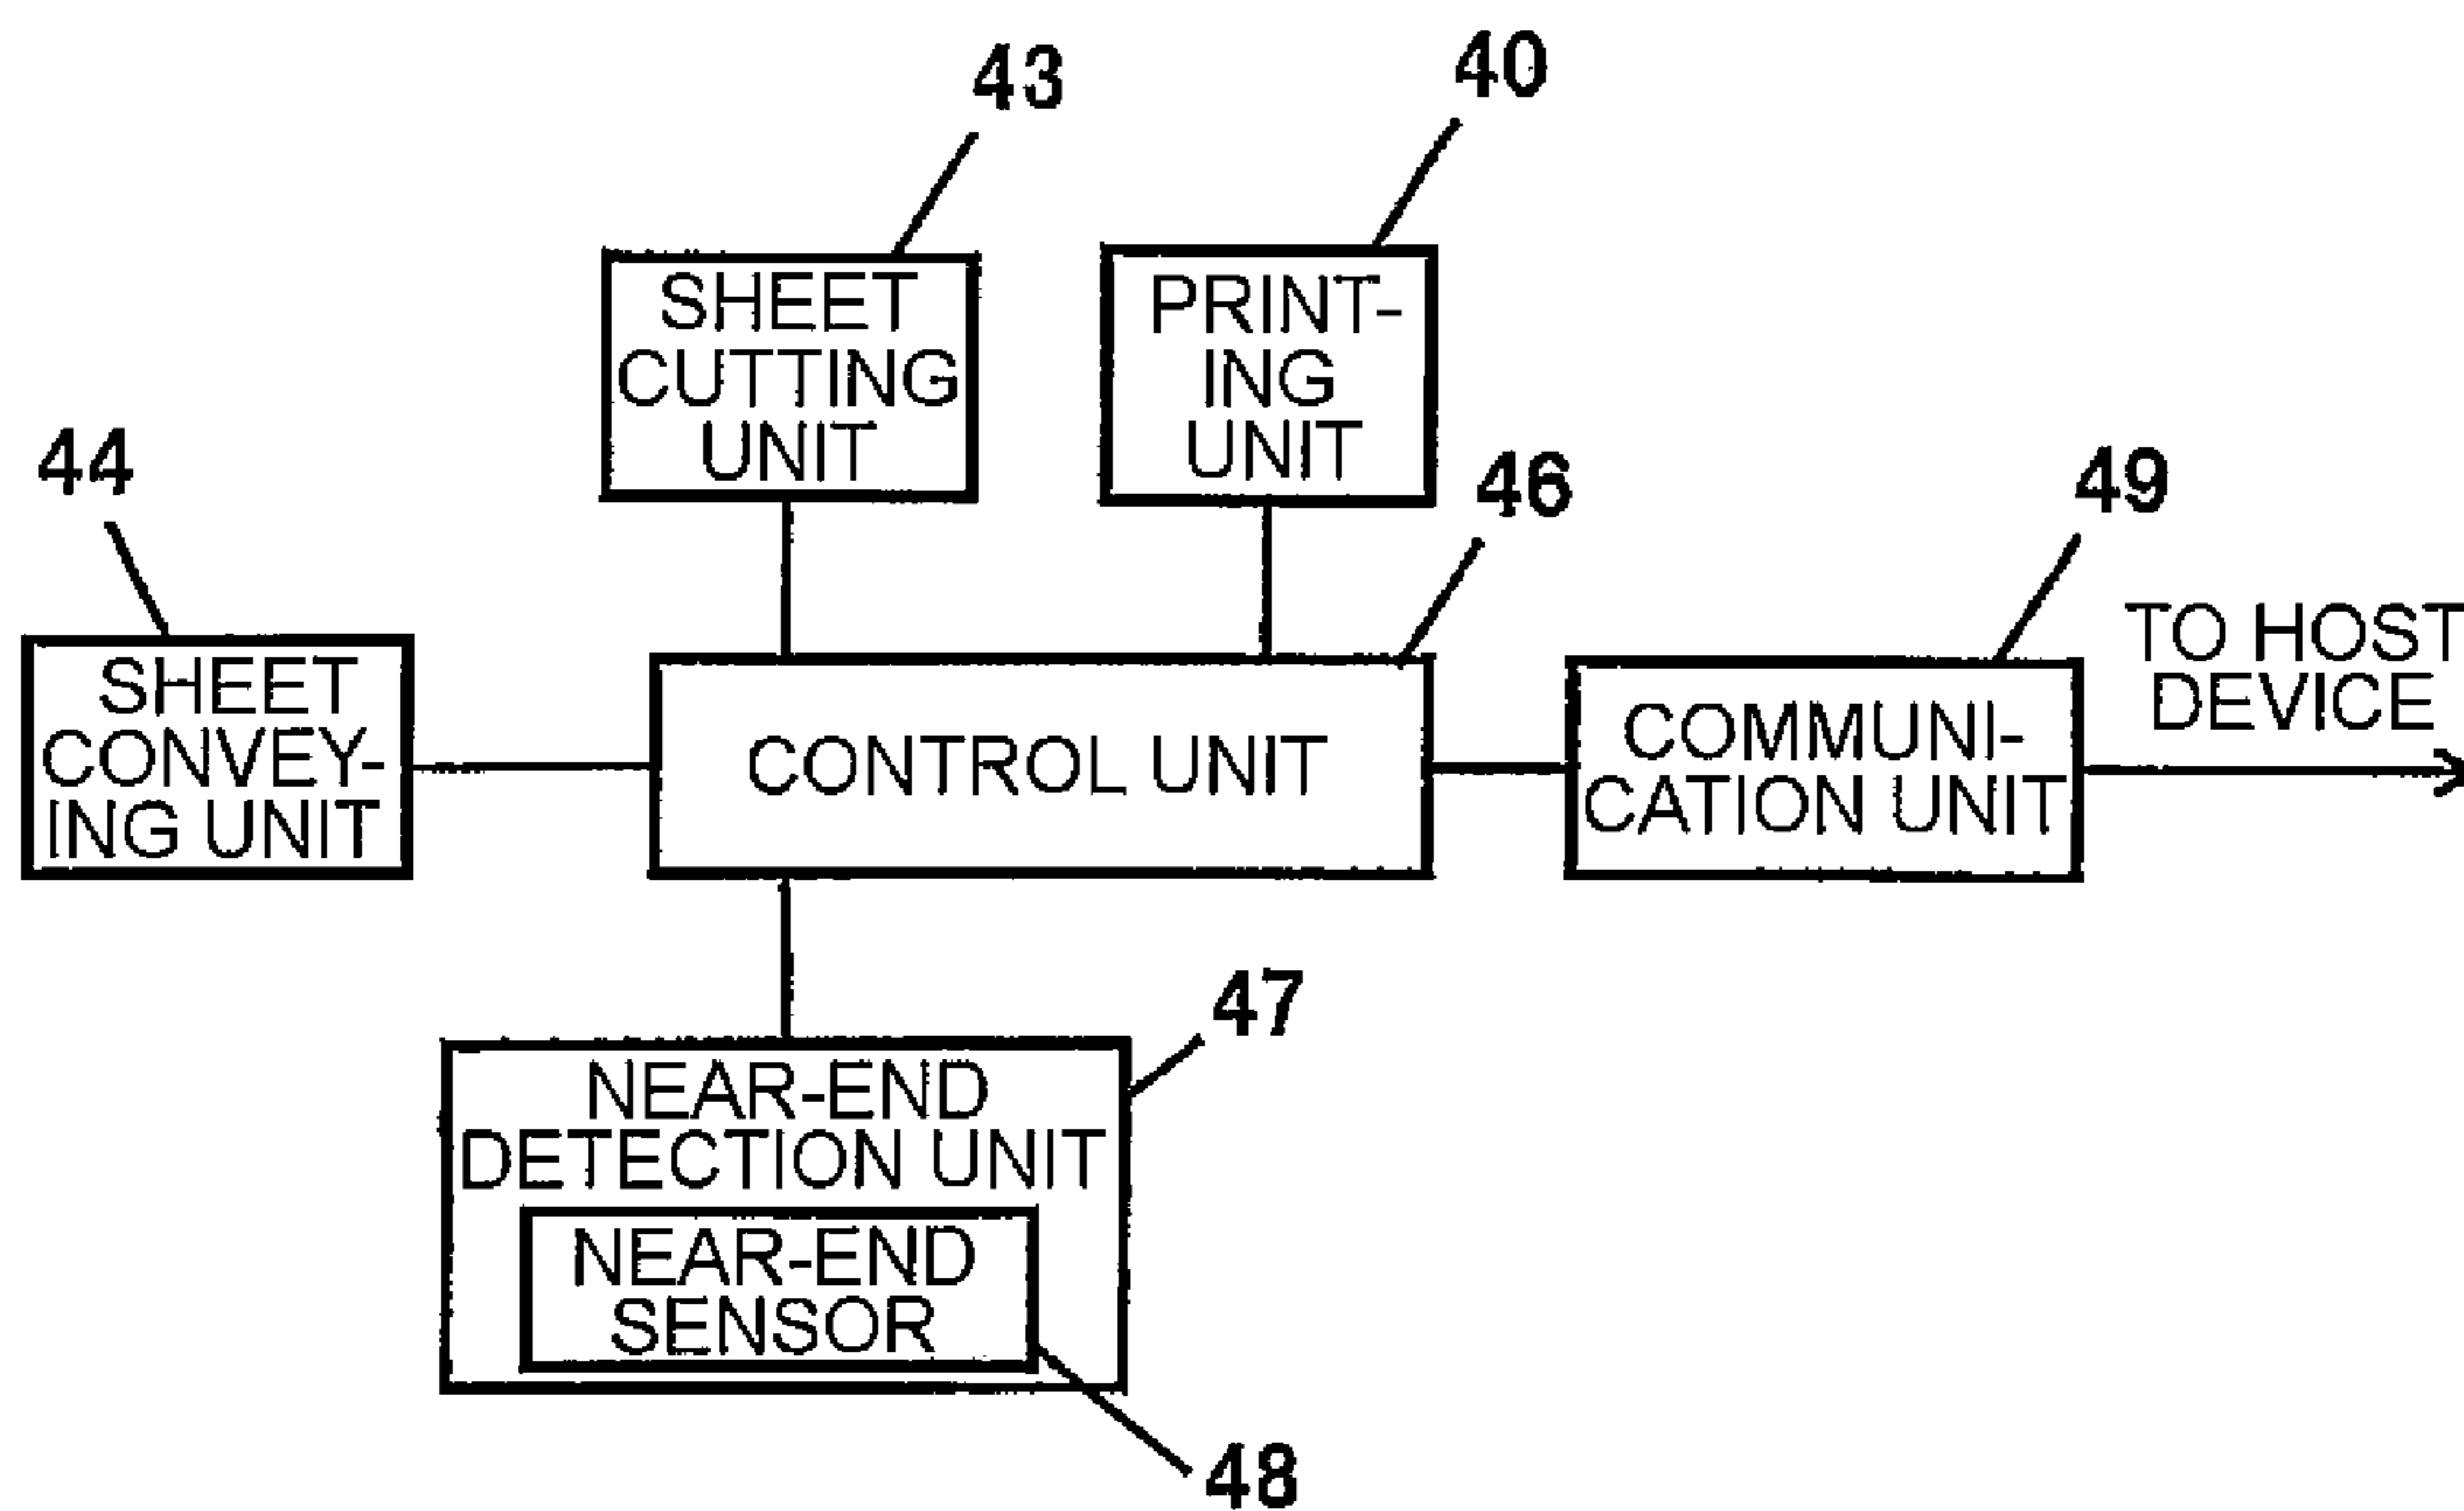 43
40
SHEET
CUTTING
UNIT
PRINT-
ING
UNIT
44
46
49
SHEET
CONVEY-
ING UNIT
CONTROL UNIT
COMMUNI-
CATION UNIT
TO HOST
DEVICE
47
NEAR-END
DETECTION UNIT
NEAR-END
SENSOR
48